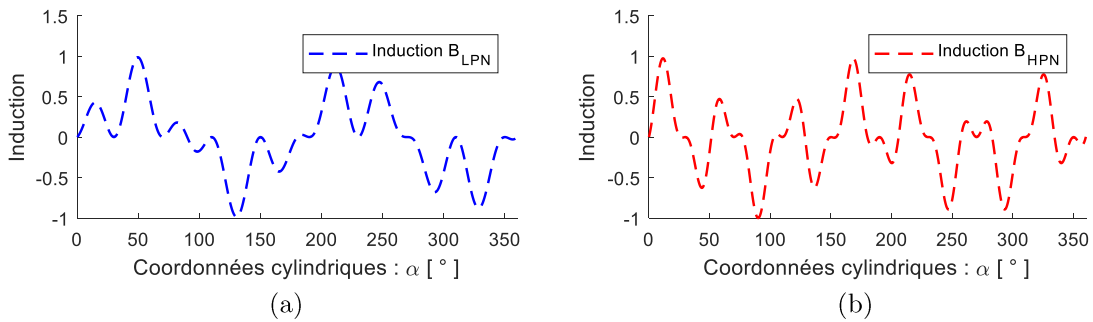 1.5
1
0.5
0
-0.5
-1
Induction
Induction B_LPN
0 50 100 150 200 250 300 350
Coordonnées cylindriques : α [ ° ]
(a)
1.5
1
0.5
0
-0.5
-1
Induction
Induction B_HPN
0 50 100 150 200 250 300 350
Coordonnées cylindriques : α [ ° ]
(b)